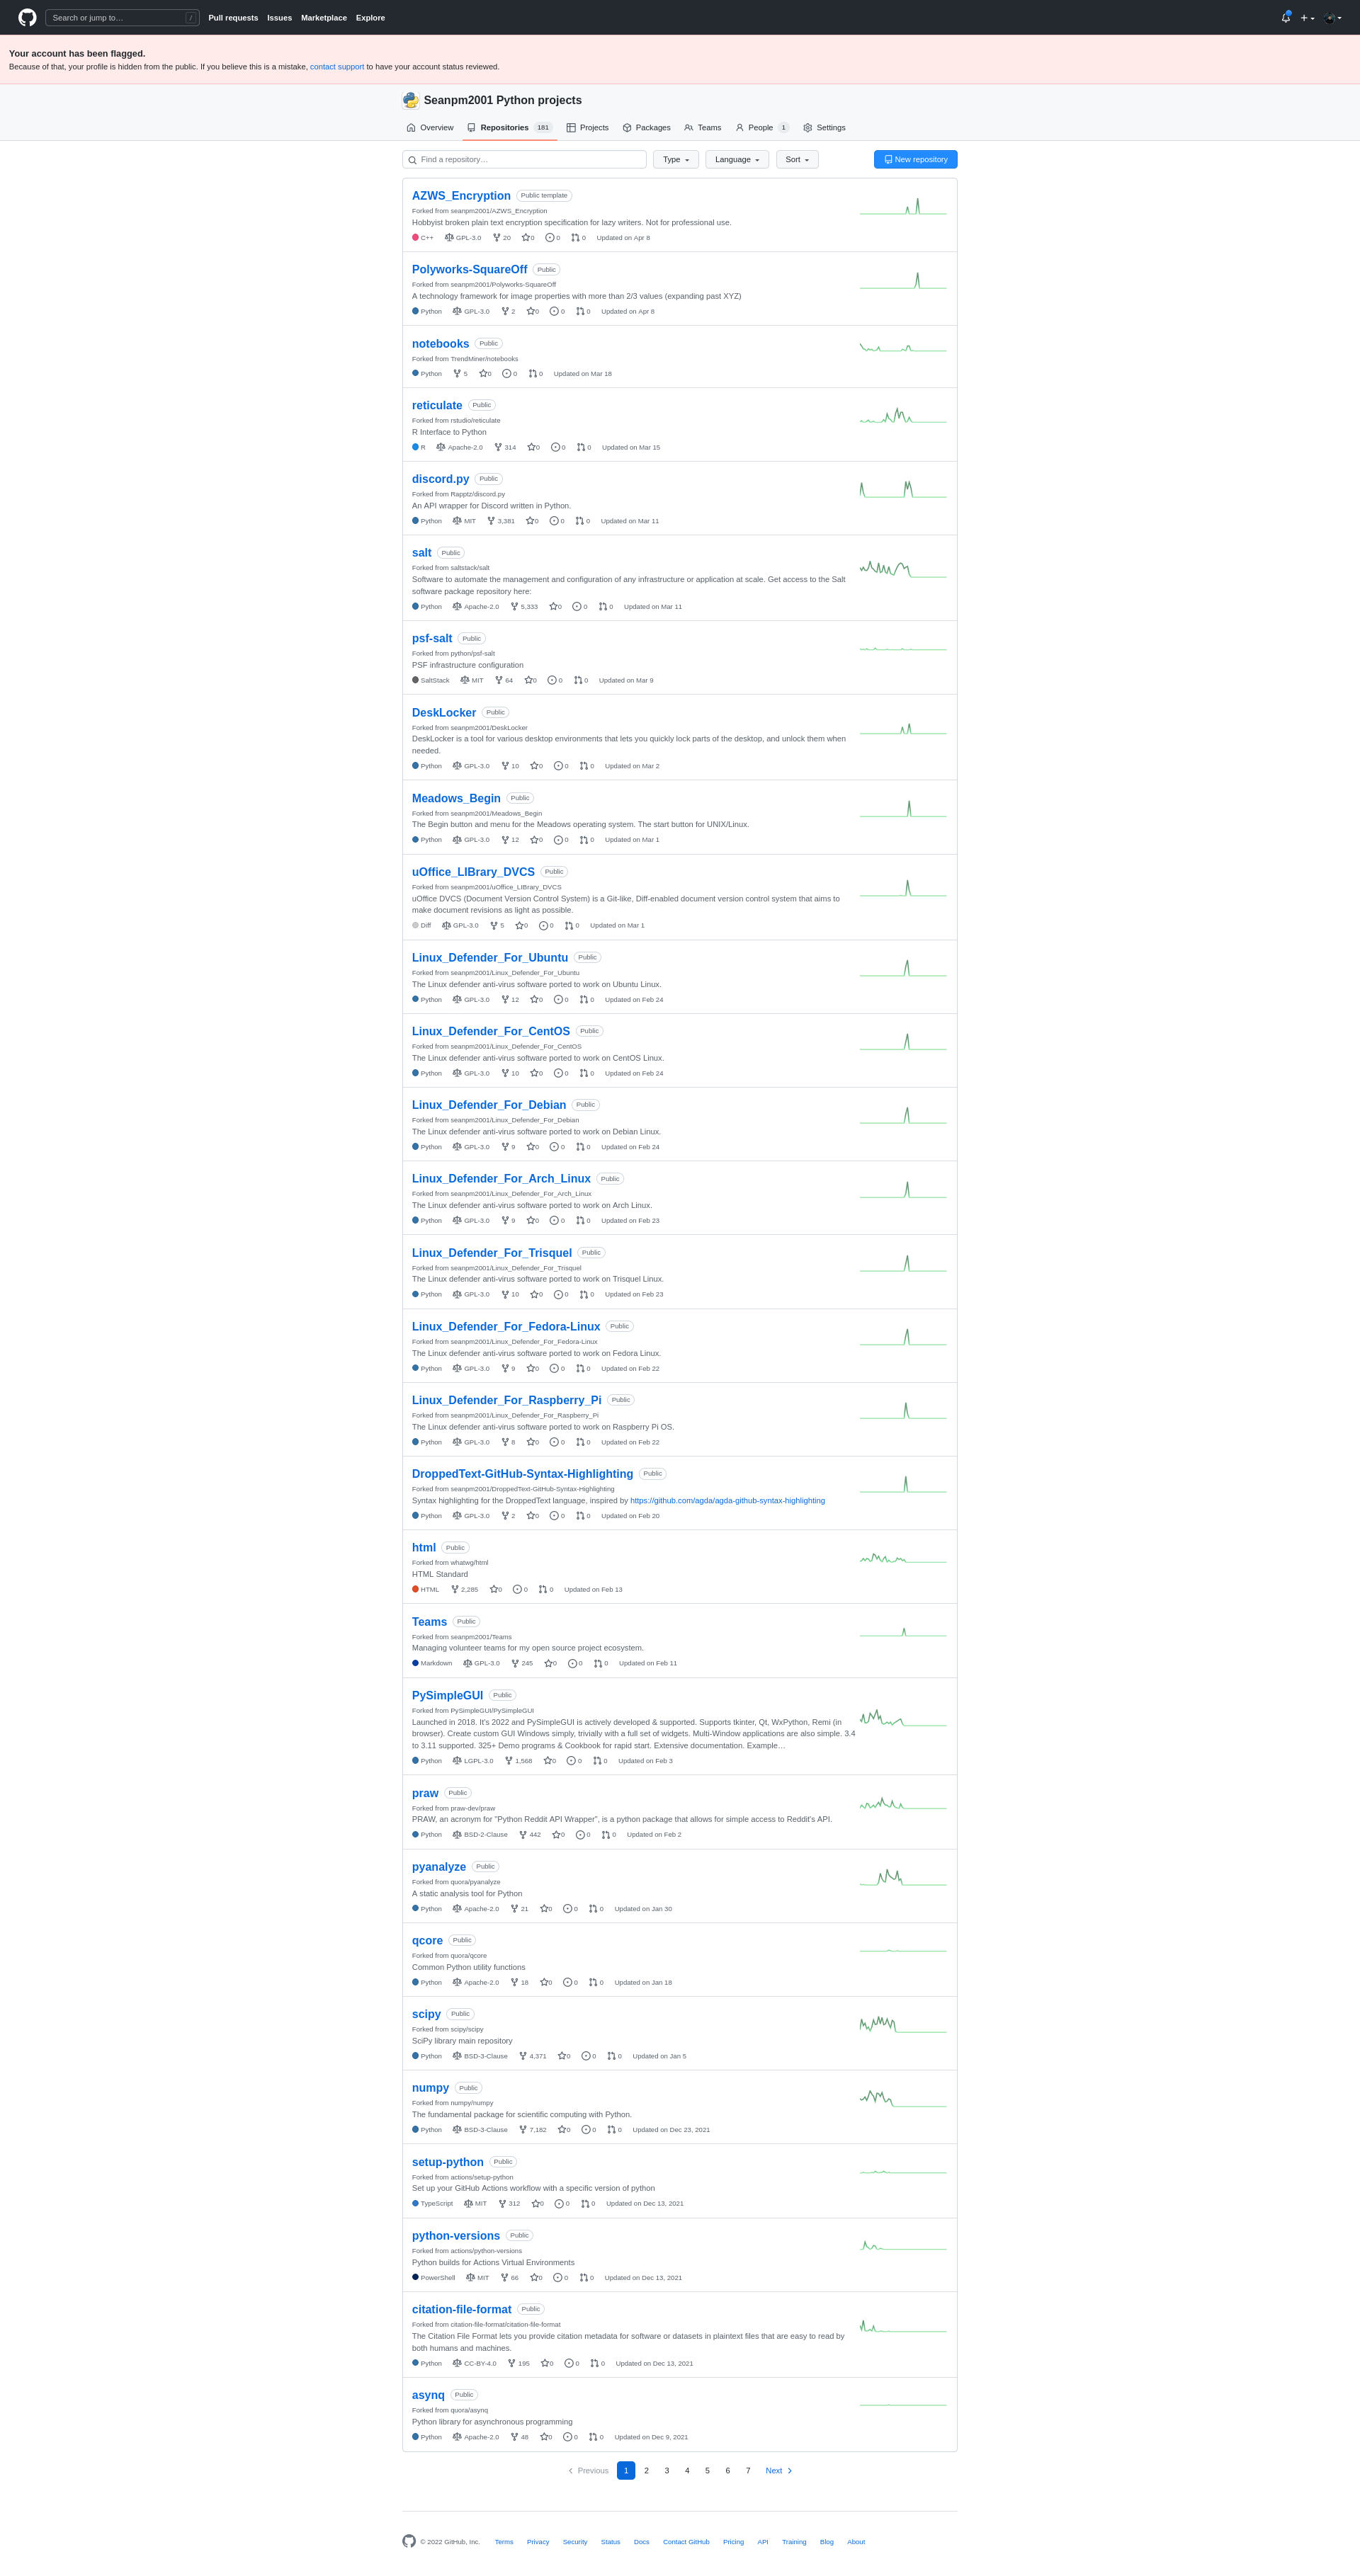 Search or jump to… /
Pull requests Issues Marketplace Explore
Your account has been flagged.
Because of that, your profile is hidden from the public. If you believe this is a mistake, contact support to have your account status reviewed.
Seanpm2001 Python projects
Overview Repositories 181 Projects Packages Teams People 1 Settings
Find a repository… Type Language Sort New repository
AZWS_Encryption Public template
Forked from seanpm2001/AZWS_Encryption
Hobbyist broken plain text encryption specification for lazy writers. Not for professional use.
C++ GPL-3.0 20 0 0 0 Updated on Apr 8
Polyworks-SquareOff Public
Forked from seanpm2001/Polyworks-SquareOff
A technology framework for image properties with more than 2/3 values (expanding past XYZ)
Python GPL-3.0 2 0 0 0 Updated on Apr 8
notebooks Public
Forked from TrendMiner/notebooks
Python 5 0 0 0 Updated on Mar 18
reticulate Public
Forked from rstudio/reticulate
R Interface to Python
R Apache-2.0 314 0 0 0 Updated on Mar 15
discord.py Public
Forked from Rapptz/discord.py
An API wrapper for Discord written in Python.
Python MIT 3,381 0 0 0 Updated on Mar 11
salt Public
Forked from saltstack/salt
Software to automate the management and configuration of any infrastructure or application at scale. Get access to the Salt
software package repository here:
Python Apache-2.0 5,333 0 0 0 Updated on Mar 11
psf-salt Public
Forked from python/psf-salt
PSF infrastructure configuration
SaltStack MIT 64 0 0 0 Updated on Mar 9
DeskLocker Public
Forked from seanpm2001/DeskLocker
DeskLocker is a tool for various desktop environments that lets you quickly lock parts of the desktop, and unlock them when
needed.
Python GPL-3.0 10 0 0 0 Updated on Mar 2
Meadows_Begin Public
Forked from seanpm2001/Meadows_Begin
The Begin button and menu for the Meadows operating system. The start button for UNIX/Linux.
Python GPL-3.0 12 0 0 0 Updated on Mar 1
uOffice_LIBrary_DVCS Public
Forked from seanpm2001/uOffice_LIBrary_DVCS
uOffice DVCS (Document Version Control System) is a Git-like, Diff-enabled document version control system that aims to
make document revisions as light as possible.
Diff GPL-3.0 5 0 0 0 Updated on Mar 1
Linux_Defender_For_Ubuntu Public
Forked from seanpm2001/Linux_Defender_For_Ubuntu
The Linux defender anti-virus software ported to work on Ubuntu Linux.
Python GPL-3.0 12 0 0 0 Updated on Feb 24
Linux_Defender_For_CentOS Public
Forked from seanpm2001/Linux_Defender_For_CentOS
The Linux defender anti-virus software ported to work on CentOS Linux.
Python GPL-3.0 10 0 0 0 Updated on Feb 24
Linux_Defender_For_Debian Public
Forked from seanpm2001/Linux_Defender_For_Debian
The Linux defender anti-virus software ported to work on Debian Linux.
Python GPL-3.0 9 0 0 0 Updated on Feb 24
Linux_Defender_For_Arch_Linux Public
Forked from seanpm2001/Linux_Defender_For_Arch_Linux
The Linux defender anti-virus software ported to work on Arch Linux.
Python GPL-3.0 9 0 0 0 Updated on Feb 23
Linux_Defender_For_Trisquel Public
Forked from seanpm2001/Linux_Defender_For_Trisquel
The Linux defender anti-virus software ported to work on Trisquel Linux.
Python GPL-3.0 10 0 0 0 Updated on Feb 23
Linux_Defender_For_Fedora-Linux Public
Forked from seanpm2001/Linux_Defender_For_Fedora-Linux
The Linux defender anti-virus software ported to work on Fedora Linux.
Python GPL-3.0 9 0 0 0 Updated on Feb 22
Linux_Defender_For_Raspberry_Pi Public
Forked from seanpm2001/Linux_Defender_For_Raspberry_Pi
The Linux defender anti-virus software ported to work on Raspberry Pi OS.
Python GPL-3.0 8 0 0 0 Updated on Feb 22
DroppedText-GitHub-Syntax-Highlighting Public
Forked from seanpm2001/DroppedText-GitHub-Syntax-Highlighting
Syntax highlighting for the DroppedText language, inspired by https://github.com/agda/agda-github-syntax-highlighting
Python GPL-3.0 2 0 0 0 Updated on Feb 20
html Public
Forked from whatwg/html
HTML Standard
HTML 2,285 0 0 0 Updated on Feb 13
Teams Public
Forked from seanpm2001/Teams
Managing volunteer teams for my open source project ecosystem.
Markdown GPL-3.0 245 0 0 0 Updated on Feb 11
PySimpleGUI Public
Forked from PySimpleGUI/PySimpleGUI
Launched in 2018. It's 2022 and PySimpleGUI is actively developed & supported. Supports tkinter, Qt, WxPython, Remi (in
browser). Create custom GUI Windows simply, trivially with a full set of widgets. Multi-Window applications are also simple. 3.4
to 3.11 supported. 325+ Demo programs & Cookbook for rapid start. Extensive documentation. Example…
Python LGPL-3.0 1,568 0 0 0 Updated on Feb 3
praw Public
Forked from praw-dev/praw
PRAW, an acronym for "Python Reddit API Wrapper", is a python package that allows for simple access to Reddit's API.
Python BSD-2-Clause 442 0 0 0 Updated on Feb 2
pyanalyze Public
Forked from quora/pyanalyze
A static analysis tool for Python
Python Apache-2.0 21 0 0 0 Updated on Jan 30
qcore Public
Forked from quora/qcore
Common Python utility functions
Python Apache-2.0 18 0 0 0 Updated on Jan 18
scipy Public
Forked from scipy/scipy
SciPy library main repository
Python BSD-3-Clause 4,371 0 0 0 Updated on Jan 5
numpy Public
Forked from numpy/numpy
The fundamental package for scientific computing with Python.
Python BSD-3-Clause 7,182 0 0 0 Updated on Dec 23, 2021
setup-python Public
Forked from actions/setup-python
Set up your GitHub Actions workflow with a specific version of python
TypeScript MIT 312 0 0 0 Updated on Dec 13, 2021
python-versions Public
Forked from actions/python-versions
Python builds for Actions Virtual Environments
PowerShell MIT 66 0 0 0 Updated on Dec 13, 2021
citation-file-format Public
Forked from citation-file-format/citation-file-format
The Citation File Format lets you provide citation metadata for software or datasets in plaintext files that are easy to read by
both humans and machines.
Python CC-BY-4.0 195 0 0 0 Updated on Dec 13, 2021
asynq Public
Forked from quora/asynq
Python library for asynchronous programming
Python Apache-2.0 48 0 0 0 Updated on Dec 9, 2021
Previous 1 2 3 4 5 6 7 Next
© 2022 GitHub, Inc. Terms Privacy Security Status Docs Contact GitHub Pricing API Training Blog About